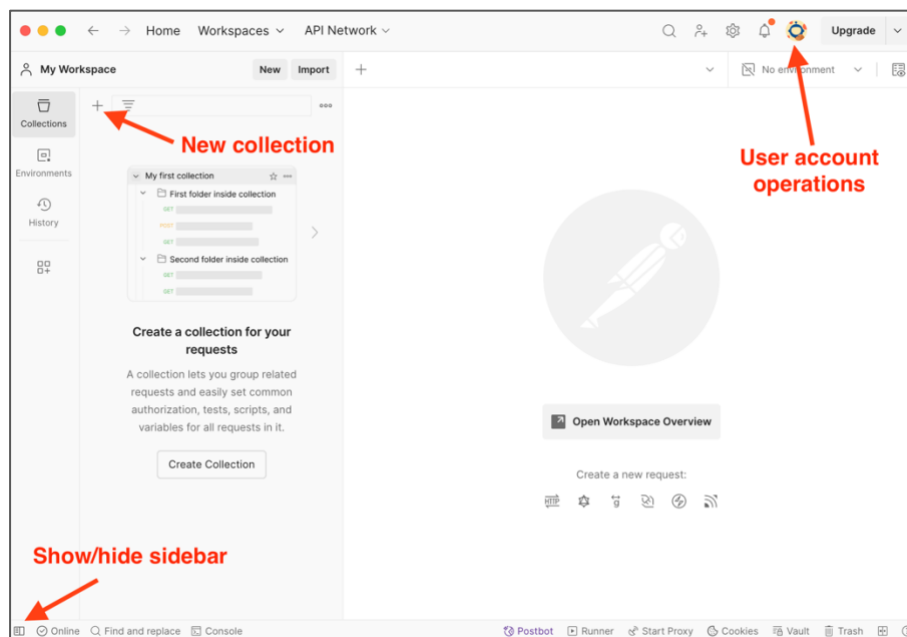 Home Workspaces API Network Upgrade
My Workspace New Import No environment
Collections
New collection
User account
operations
Environments
History
My first collection
First folder inside collection
GET
POST
GET
Second folder inside collection
GET
GET
Create a collection for your
requests
A collection lets you group related
requests and easily set common
authorization, tests, scripts, and
variables for all requests in it.
Create Collection
Open Workspace Overview
Create a new request:
HTTP
Show/hide sidebar
Online Find and replace Console Postbot Runner Start Proxy Cookies Vault Trash